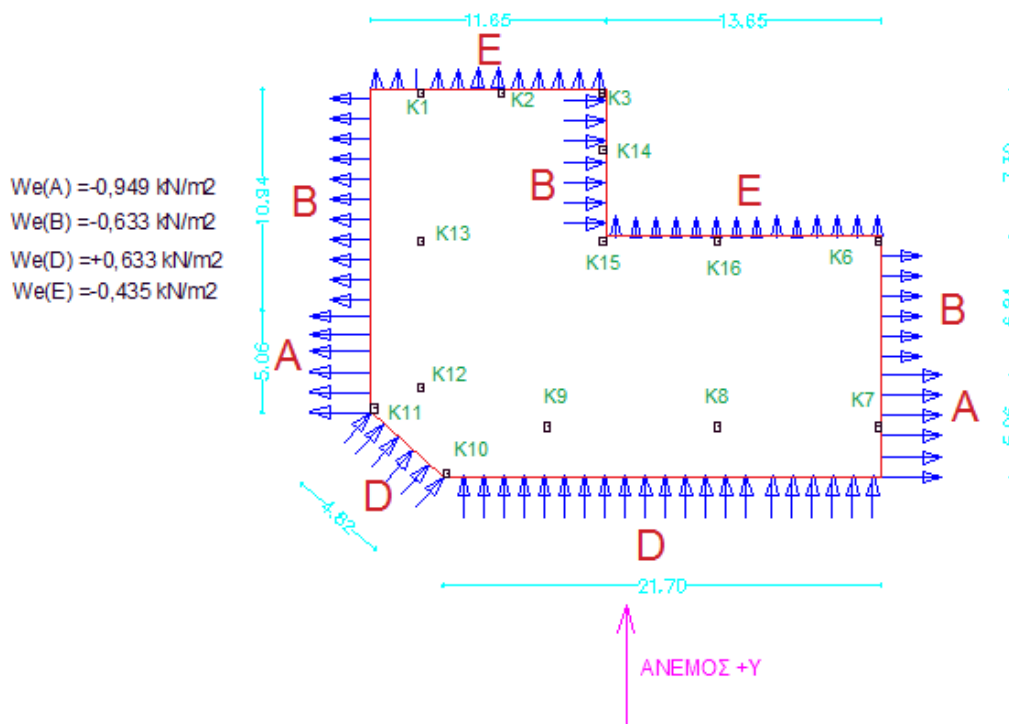 11.65
13.65
E
K1
K2
K3
K14
We(A) =-0,949 kN/m2
We(B) =-0,633 kN/m2
We(D) =+0,633 kN/m2
We(E) =-0,435 kN/m2
B
10.94
B
E
K13
K15
K16
K6
B
A
5.06
K12
K11
K9
K8
K7
A
K10
D
4.82
D
21.70
ΑΝΕΜΟΣ +Υ